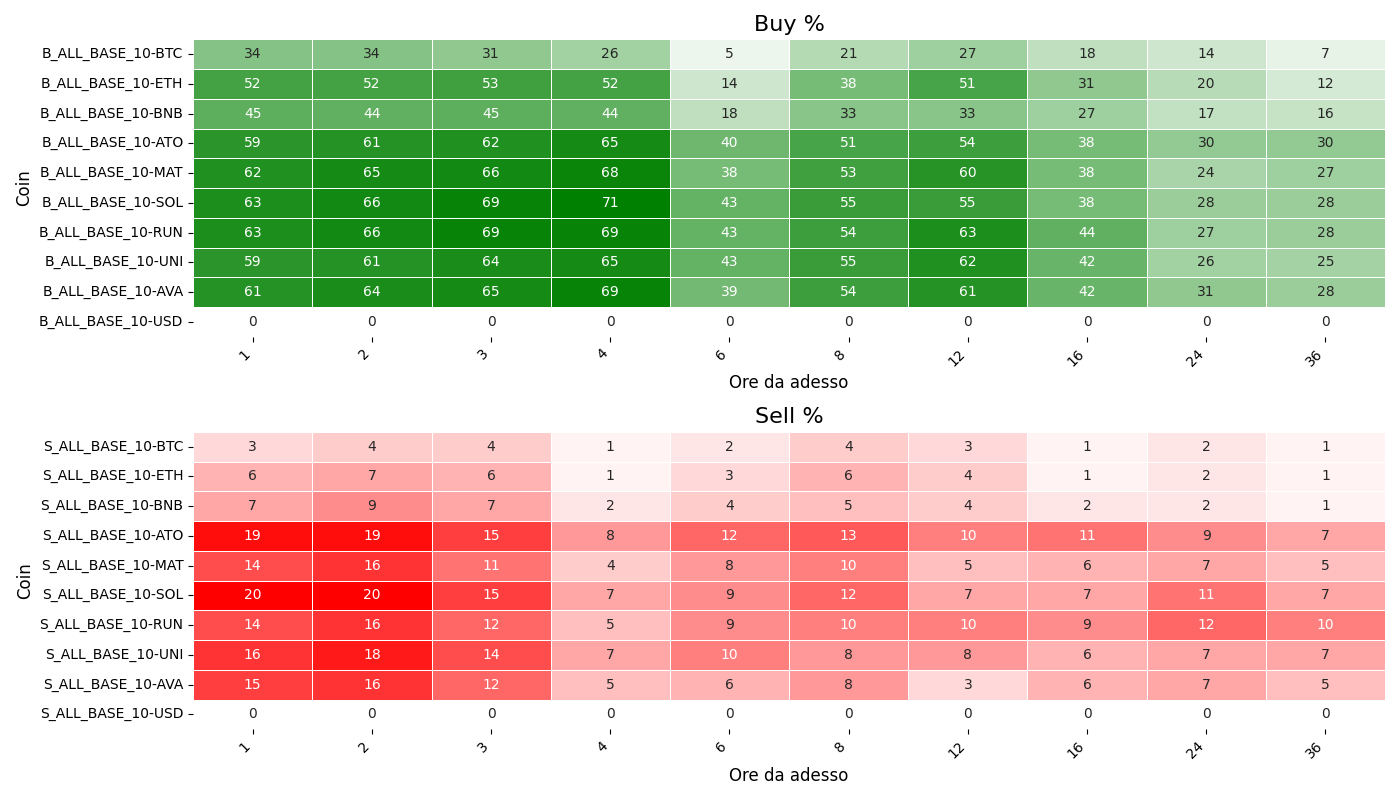 Buy %
Coin
B_ALL_BASE_10-BTC 34 34 31 26 5 21 27 18 14 7
B_ALL_BASE_10-ETH 52 52 53 52 14 38 51 31 20 12
B_ALL_BASE_10-BNB 45 44 45 44 18 33 33 27 17 16
B_ALL_BASE_10-ATO 59 61 62 65 40 51 54 38 30 30
B_ALL_BASE_10-MAT 62 65 66 68 38 53 60 38 24 27
B_ALL_BASE_10-SOL 63 66 69 71 43 55 55 38 28 28
B_ALL_BASE_10-RUN 63 66 69 69 43 54 63 44 27 28
B_ALL_BASE_10-UNI 59 61 64 65 43 55 62 42 26 25
B_ALL_BASE_10-AVA 61 64 65 69 39 54 61 42 31 28
B_ALL_BASE_10-USD 0 0 0 0 0 0 0 0 0 0
1 2 3 4 6 8 12 16 24 36
Ore da adesso
Sell %
Coin
S_ALL_BASE_10-BTC 3 4 4 1 2 4 3 1 2 1
S_ALL_BASE_10-ETH 6 7 6 1 3 6 4 1 2 1
S_ALL_BASE_10-BNB 7 9 7 2 4 5 4 2 2 1
S_ALL_BASE_10-ATO 19 19 15 8 12 13 10 11 9 7
S_ALL_BASE_10-MAT 14 16 11 4 8 10 5 6 7 5
S_ALL_BASE_10-SOL 20 20 15 7 9 12 7 7 11 7
S_ALL_BASE_10-RUN 14 16 12 5 9 10 10 9 12 10
S_ALL_BASE_10-UNI 16 18 14 7 10 8 8 6 7 7
S_ALL_BASE_10-AVA 15 16 12 5 6 8 3 6 7 5
S_ALL_BASE_10-USD 0 0 0 0 0 0 0 0 0 0
1 2 3 4 6 8 12 16 24 36
Ore da adesso